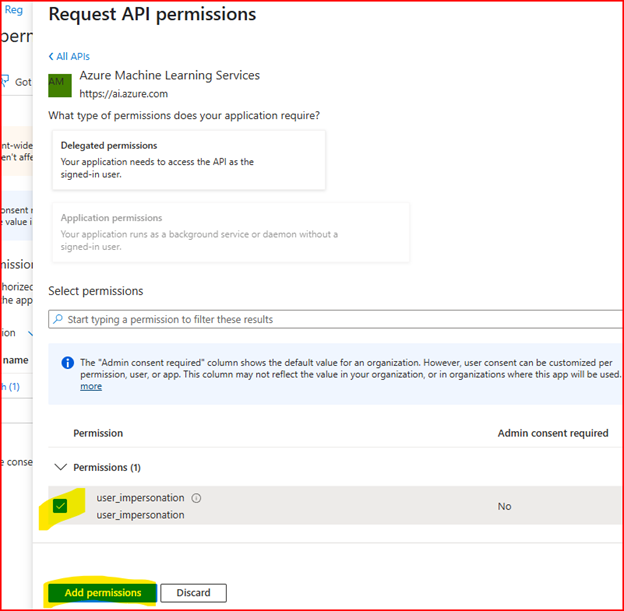 Reg
perm
Got
nt-wide
en't affe
onsent r
e value i
missior
horized
he app
ion
name
h (1)
e conse
Request API permissions
All APIs
AM
Azure Machine Learning Services
https://ai.azure.com
What type of permissions does your application require?
Delegated permissions
Your application needs to access the API as the
signed-in user.
Application permissions
Your application runs as a background service or daemon without a
signed-in user.
Select permissions
Start typing a permission to filter these results
The "Admin consent required" column shows the default value for an organization. However, user consent can be customized per
permission, user, or app. This column may not reflect the value in your organization, or in organizations where this app will be used.
more
Permission Admin consent required
Permissions (1)
user_impersonation
user_impersonation
No
Add permissions Discard